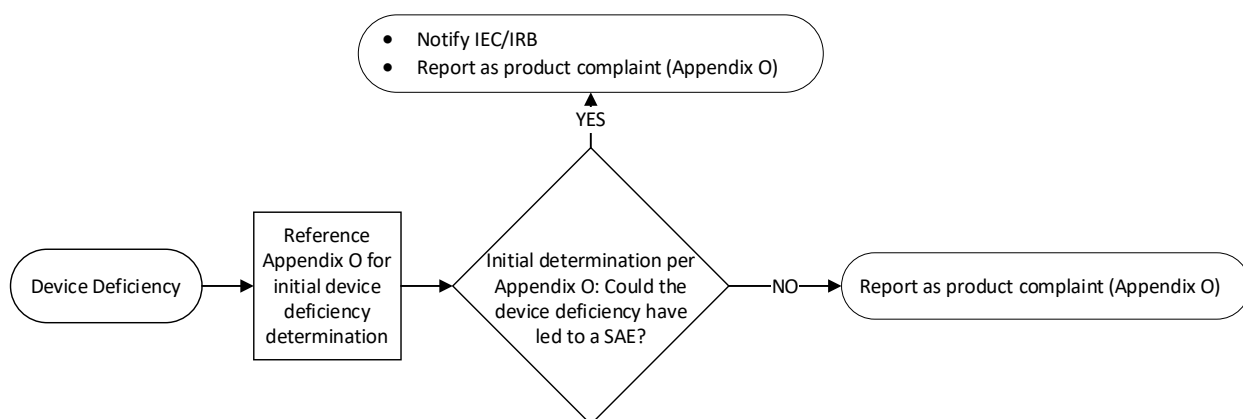 • Notify IEC/IRB
• Report as product complaint (Appendix O)
YES
Device Deficiency
Reference
Appendix O for
initial device
deficiency
determination
Initial determination per
Appendix O: Could the
device deficiency have
led to a SAE?
NO
Report as product complaint (Appendix O)